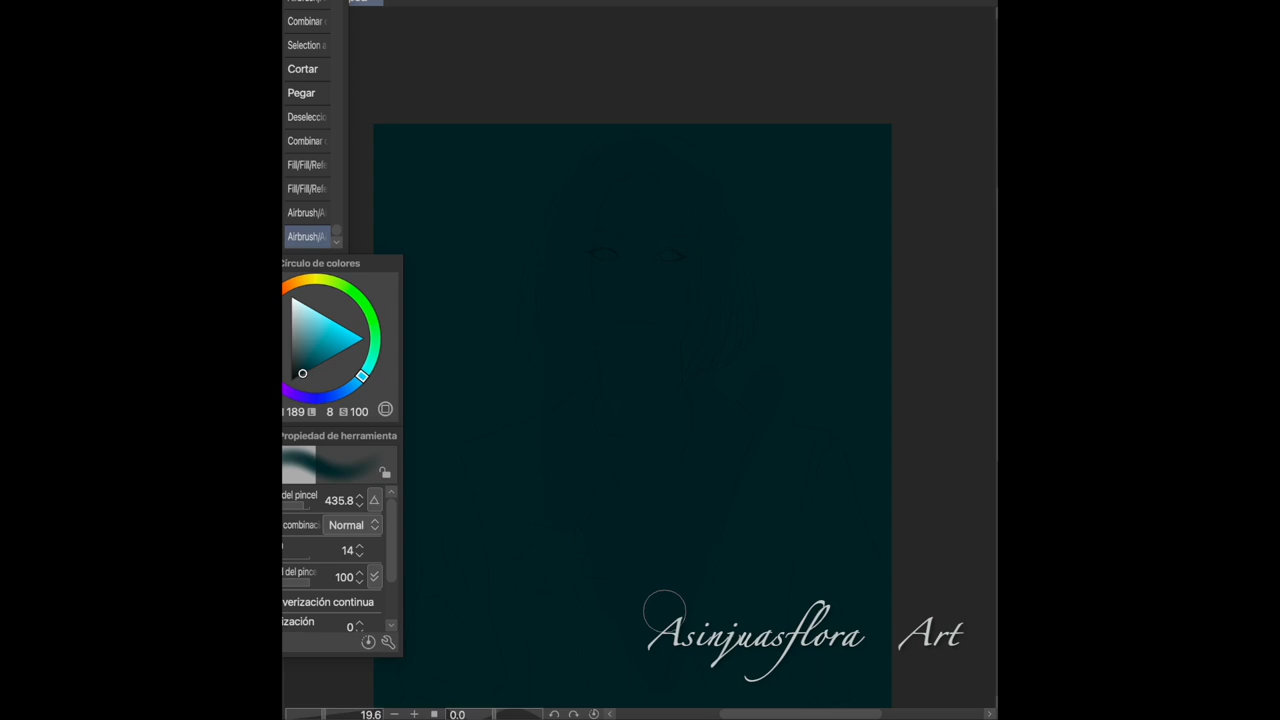 Combinar
Selection a
Cortar
Pegar
Deselecció
Combinar
Fill/Fill/Refe
Fill/Fill/Refe
Airbrush/A
Airbrush/A
Círculo de colores
189 8 S 100
Propiedad de herramienta
del pincel 435.8
combinaci Normal
14
del pince 100
verización continua
ización 0
Asinjuasflora Art
19.6 0.0